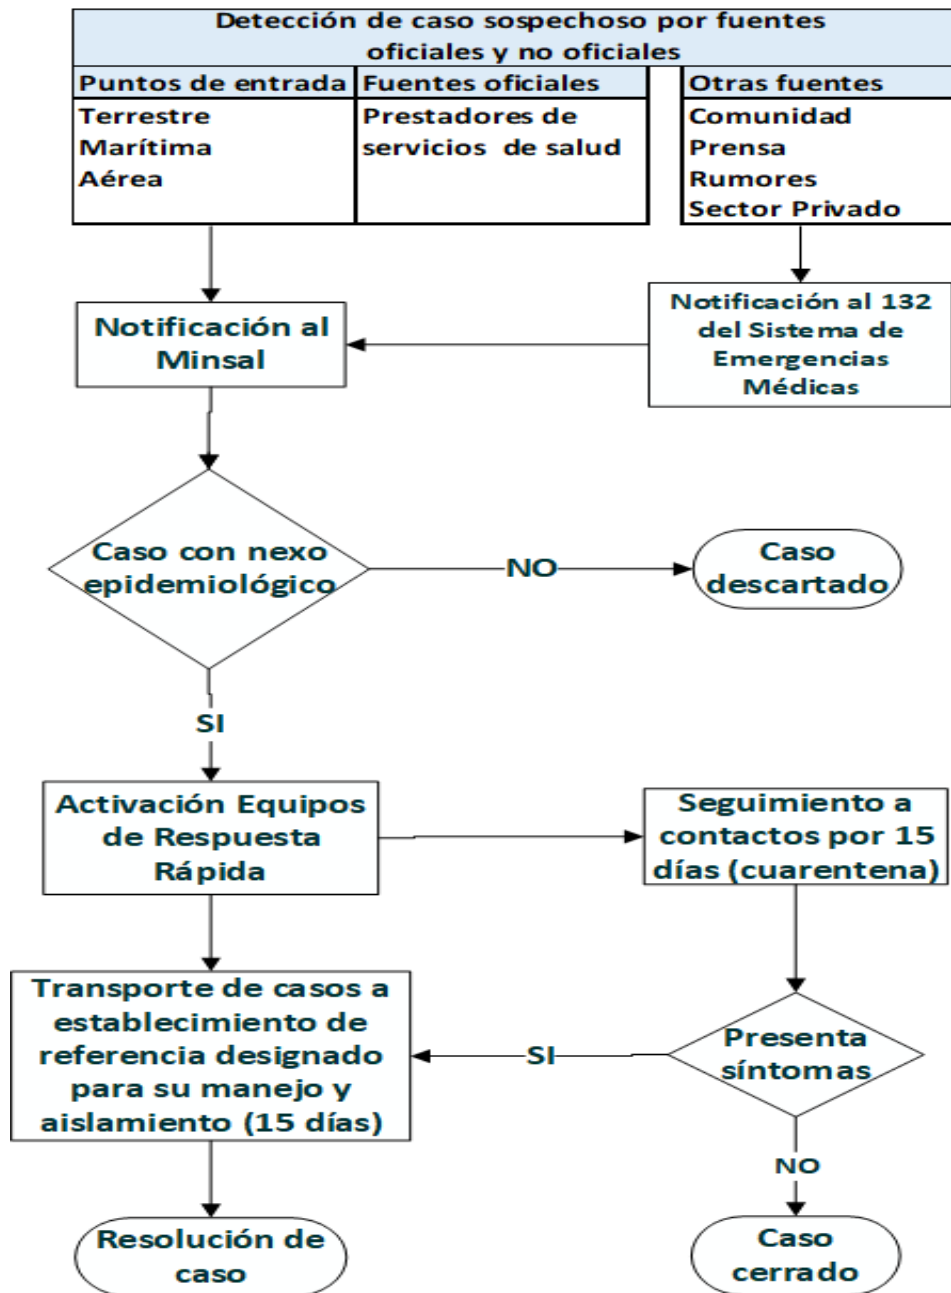 Detección de caso sospechoso por fuentes
oficiales y no oficiales
Puntos de entrada
Terrestre
Marítima
Aérea
Fuentes oficiales
Prestadores de
servicios de salud
Otras fuentes
Comunidad
Prensa
Rumores
Sector Privado
Notificación al
Minsal
Notificación al 132
del Sistema de
Emergencias
Médicas
Caso con nexo
epidemiológico
NO
Caso
descartado
SI
Activación Equipos
de Respuesta
Rápida
Seguimiento a
contactos por 15
días (cuarentena)
Transporte de casos a
establecimiento de
referencia designado
para su manejo y
aislamiento (15 días)
SI
Presenta
síntomas
NO
Resolución de
caso
Caso
cerrado